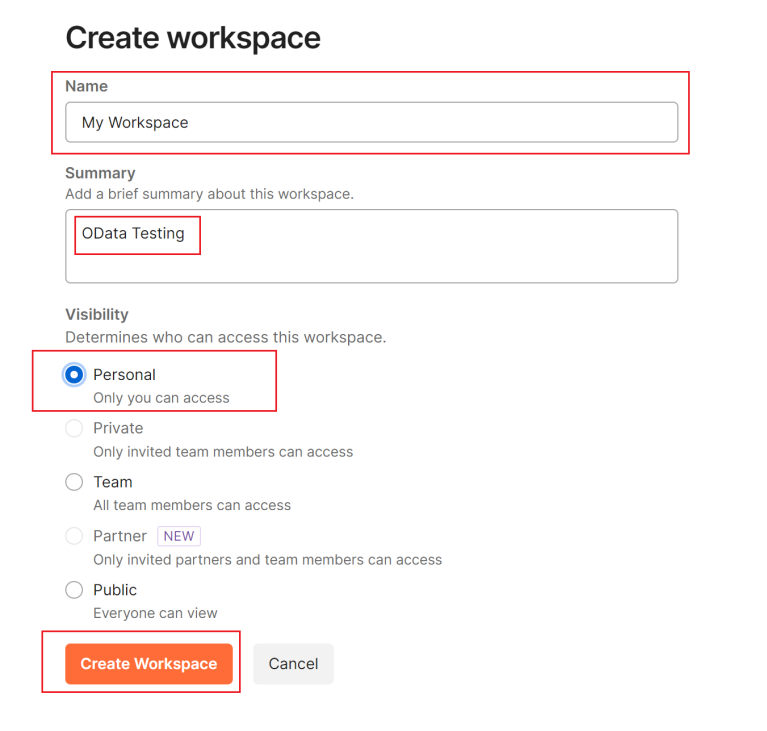 Create workspace
Name
My Workspace
Summary
Add a brief summary about this workspace.
OData Testing
Visibility
Determines who can access this workspace.
Personal
Only you can access
Private
Only invited team members can access
Team
All team members can access
Partner NEW
Only invited partners and team members can access
Public
Everyone can view
Create Workspace Cancel